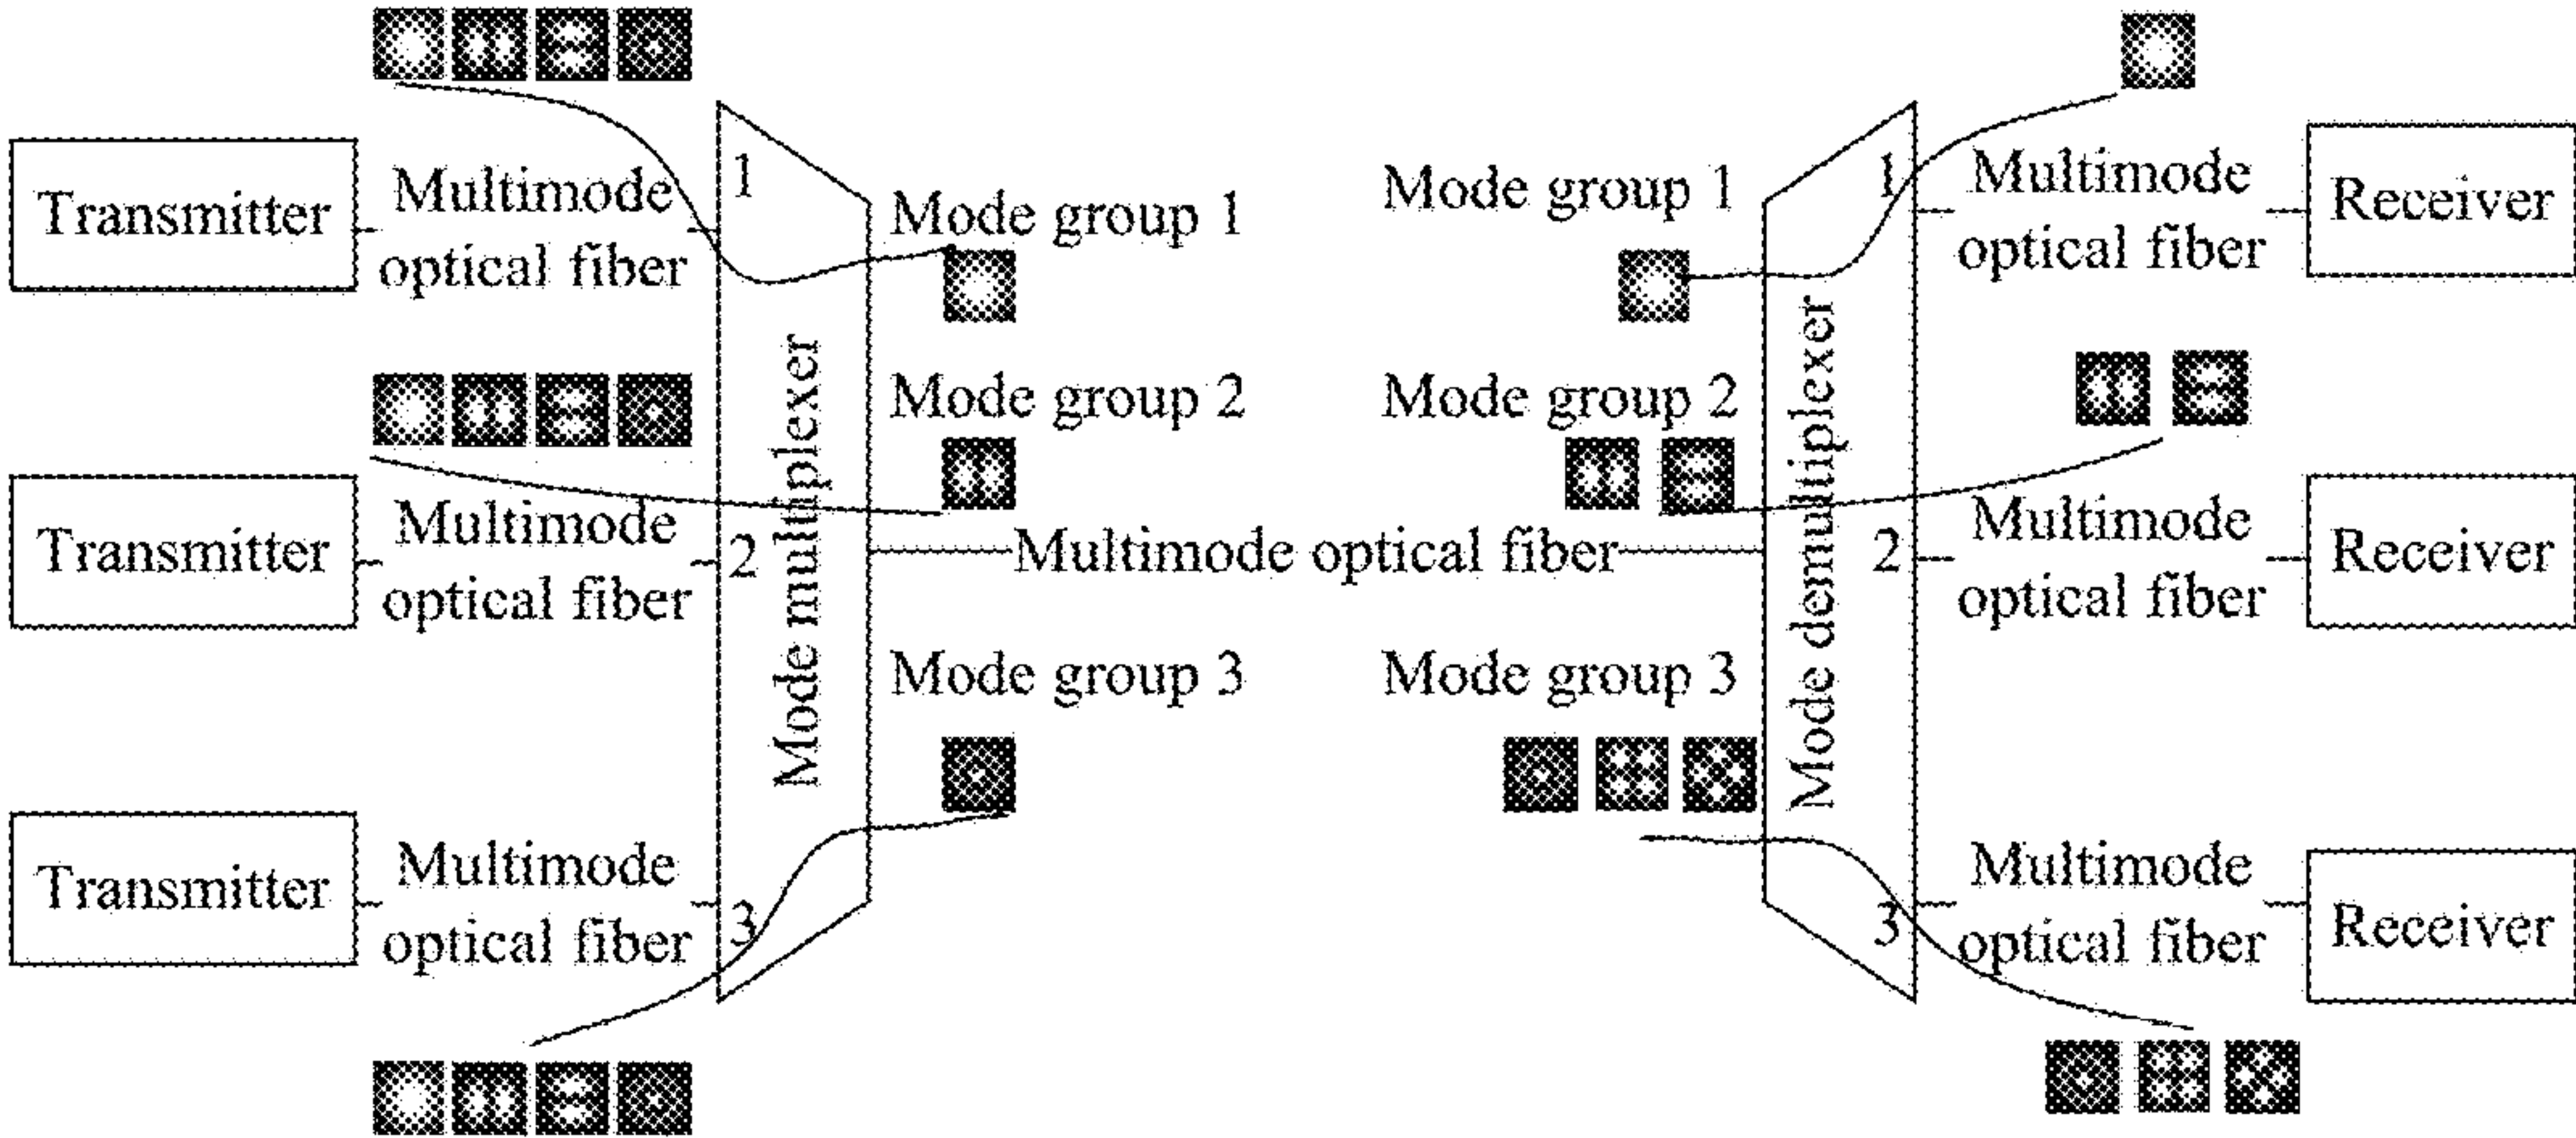 Transmitter
Multimode
optical fiber
1
Mode group 1
Mode group 1
1
Multimode
optical fiber
Receiver
Mode group 2
Mode group 2
Transmitter
Multimode
optical fiber
2
Mode multiplexer
Multimode optical fiber
Mode demultiplexer
2
Multimode
optical fiber
Receiver
Mode group 3
Mode group 3
Transmitter
Multimode
optical fiber
3
3
Multimode
optical fiber
Receiver